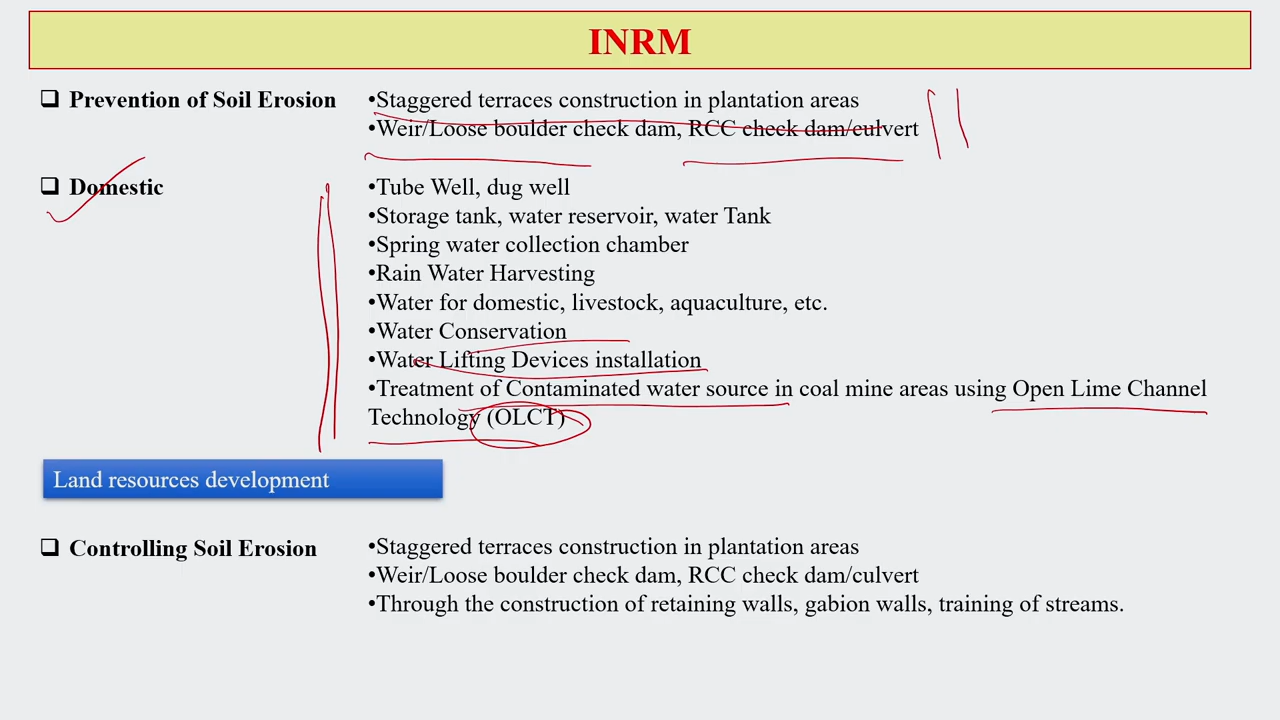 INRM
❑ Prevention of Soil Erosion
•Staggered terraces construction in plantation areas
•Weir/Loose boulder check dam, RCC check dam/culvert
❑ Domestic
•Tube Well, dug well
•Storage tank, water reservoir, water Tank
•Spring water collection chamber
•Rain Water Harvesting
•Water for domestic, livestock, aquaculture, etc.
•Water Conservation
•Water Lifting Devices installation
•Treatment of Contaminated water source in coal mine areas using Open Lime Channel
Technology (OLCT)
Land resources development
❑ Controlling Soil Erosion
•Staggered terraces construction in plantation areas
•Weir/Loose boulder check dam, RCC check dam/culvert
•Through the construction of retaining walls, gabion walls, training of streams.